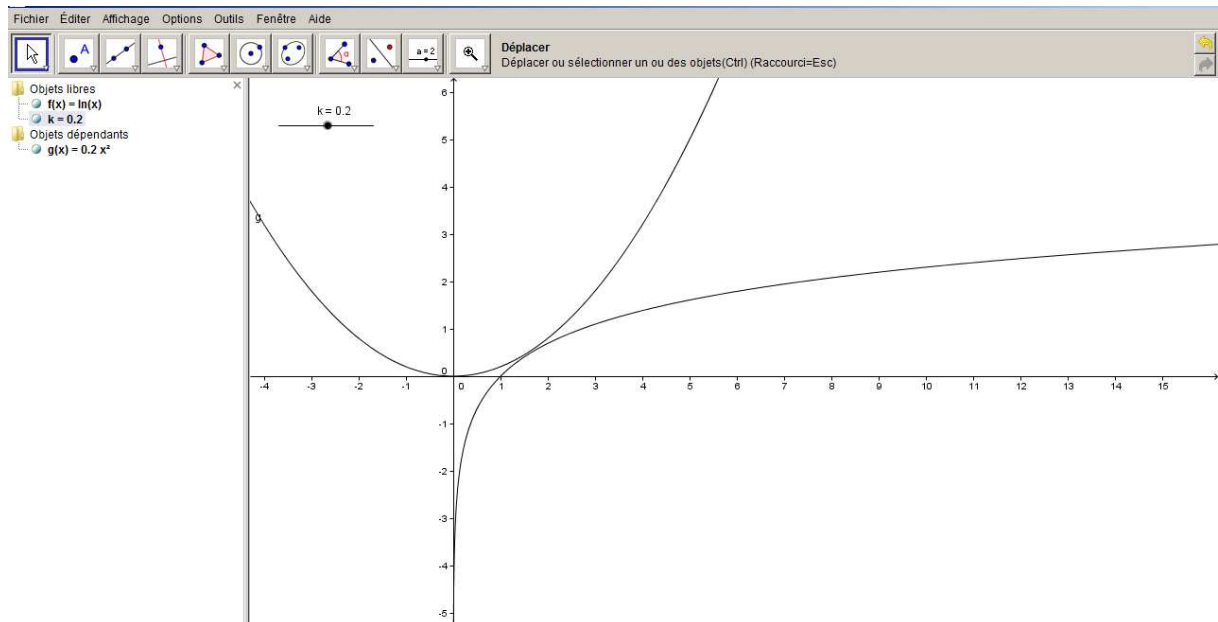 Fichier Éditer Affichage Options Outils Fenêtre Aide
A
α
a = 2
Déplacer
Déplacer ou sélectionner un ou des objets(Ctrl) (Raccourci=Esc)
Objets libres
f(x) = ln(x)
k = 0.2
Objets dépendants
g(x) = 0.2 x²
k = 0.2
g
6
5
4
3
2
1
0
-4 -3 -2 -1 0 1 2 3 4 5 6 7 8 9 10 11 12 13 14 15
-1
-2
-3
-4
-5